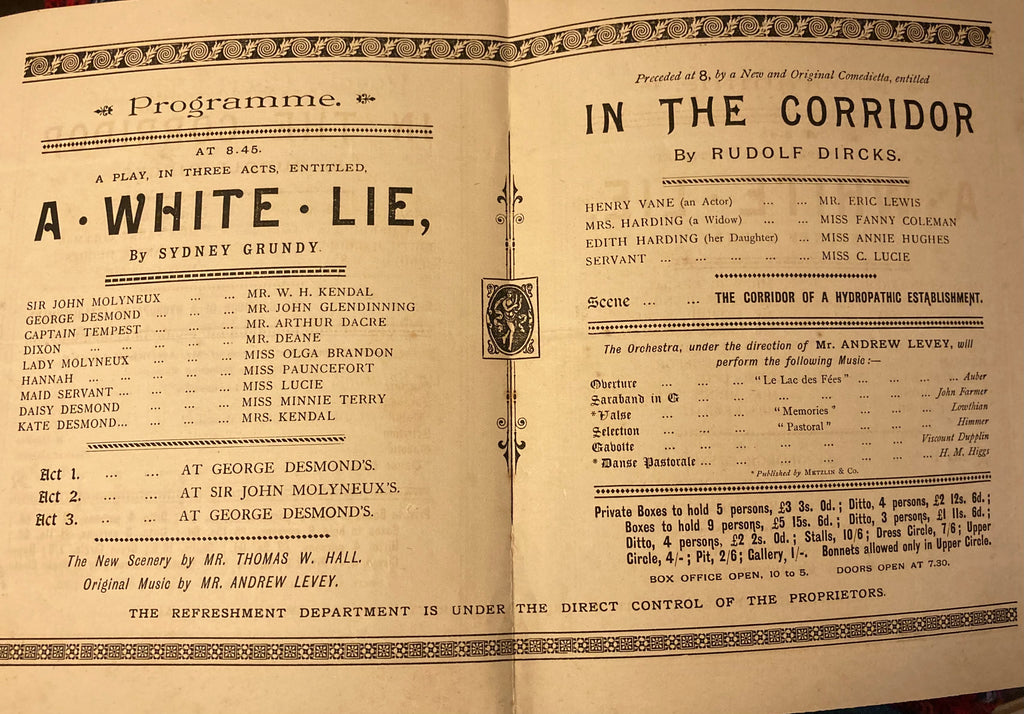 Programme.
AT 8.45.
A PLAY, IN THREE ACTS, ENTITLED,
A · WHITE · LIE,
By SYDNEY GRUNDY.
SIR JOHN MOLYNEUX ... ... MR. W. H. KENDAL
GEORGE DESMOND ... ... MR. JOHN GLENDINNING
CAPTAIN TEMPEST ... ... MR. ARTHUR DACRE
DIXON ... ... ... MR. DEANE
LADY MOLYNEUX ... ... MISS OLGA BRANDON
HANNAH ... ... ... MISS PAUNCEFORT
MAID SERVANT ... ... ... MISS LUCIE
DAISY DESMOND ... ... MISS MINNIE TERRY
KATE DESMOND... ... ... MRS. KENDAL
Act 1. ... ... AT GEORGE DESMOND'S.
Act 2. ... ... AT SIR JOHN MOLYNEUX'S.
Act 3. ... ... AT GEORGE DESMOND'S.
The New Scenery by MR. THOMAS W. HALL.
Original Music by MR. ANDREW LEVEY.
Preceded at 8, by a New and Original Comedietta, entitled
IN THE CORRIDOR
By RUDOLF DIRCKS.
HENRY VANE (an Actor) ... ... MR. ERIC LEWIS
MRS. HARDING (a Widow) ... ... MISS FANNY COLEMAN
EDITH HARDING (her Daughter) ... MISS ANNIE HUGHES
SERVANT ... ... ... ... MISS C. LUCIE
Scene ... ... THE CORRIDOR OF A HYDROPATHIC ESTABLISHMENT.
The Orchestra, under the direction of Mr. ANDREW LEVEY, will
perform the following Music:—
Overture ... ... "Le Lac des Fées" ... ... ... Auber
Saraband in G ... ... ... ... ... John Farmer
*Valse ... ... ... "Memories" ... ... ... Lowthian
Selection ... ... ... "Pastoral" ... ... ... Himmer
Gavotte ... ... ... ... ... ... Viscount Dupplin
*Danse Pastorale ... ... ... ... ... H. M. Higgs
*Published by METZLIN & Co.
Private Boxes to hold 5 persons, £3 3s. 0d.; Ditto, 4 persons, £2 12s. 6d.;
Boxes to hold 9 persons, £5 15s. 6d.; Ditto, 3 persons, £1 11s. 6d.;
Ditto, 4 persons, £2 2s. 0d.; Stalls, 10/6; Dress Circle, 7/6; Upper
Circle, 4/-; Pit, 2/6; Gallery, 1/-. Bonnets allowed only in Upper Circle.
BOX OFFICE OPEN, 10 to 5. DOORS OPEN AT 7.30.
THE REFRESHMENT DEPARTMENT IS UNDER THE DIRECT CONTROL OF THE PROPRIETORS.